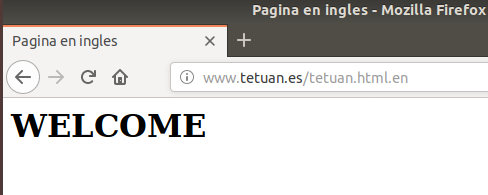 Pagina en ingles - Mozilla Firefox
Pagina en ingles
www.tetuan.es/tetuan.html.en
WELCOME